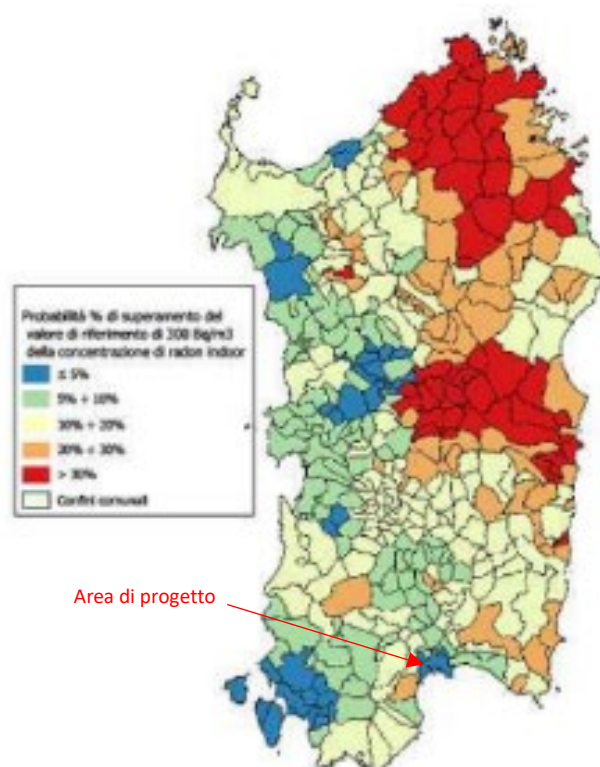 Probabilità % di superamento del
valore di riferimento di 300 Bq/m3
della concentrazione di radon indoor
≤ 5%
5% ÷ 10%
10% ÷ 20%
20% ÷ 30%
> 30%
Confini comunali
Area di progetto